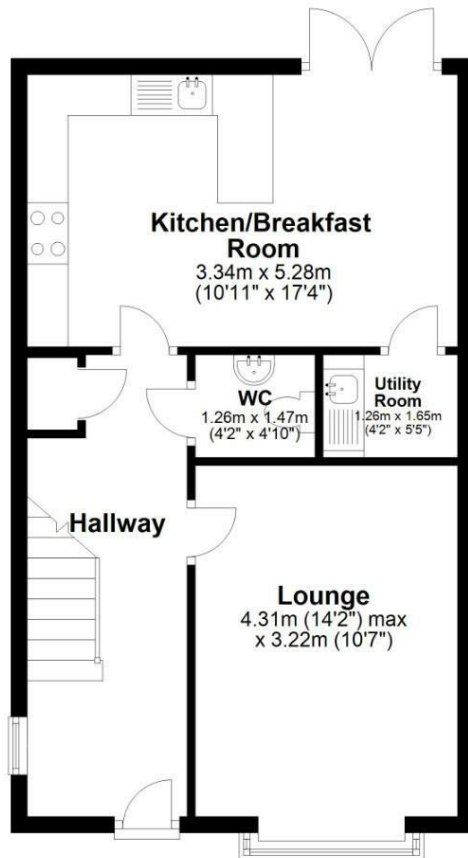 Kitchen/Breakfast
Room
3.34m x 5.28m
(10'11" x 17'4")
WC
1.26m x 1.47m
(4'2" x 4'10")
Utility
Room
1.26m x 1.65m
(4'2" x 5'5")
Hallway
Lounge
4.31m (14'2") max
x 3.22m (10'7")